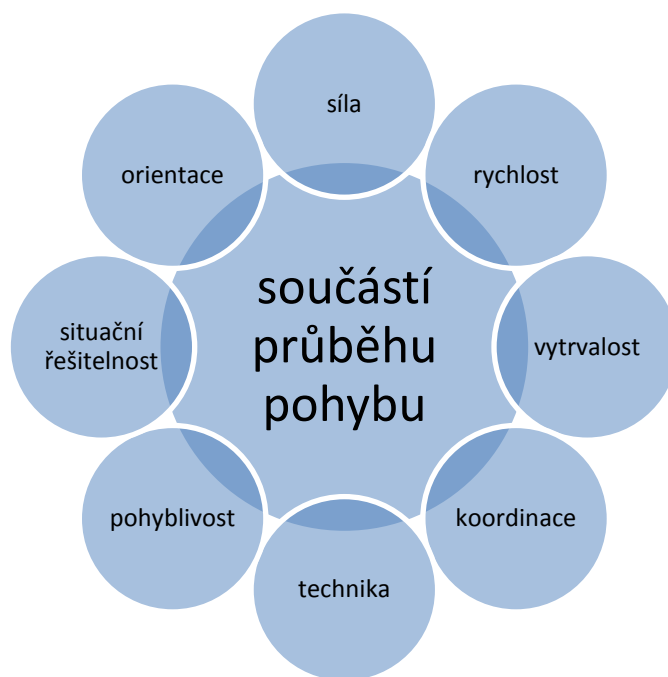 síla
orientace
rychlost
součástí
průběhu
pohybu
situační
řešitelnost
vytrvalost
pohyblivost
koordinace
technika